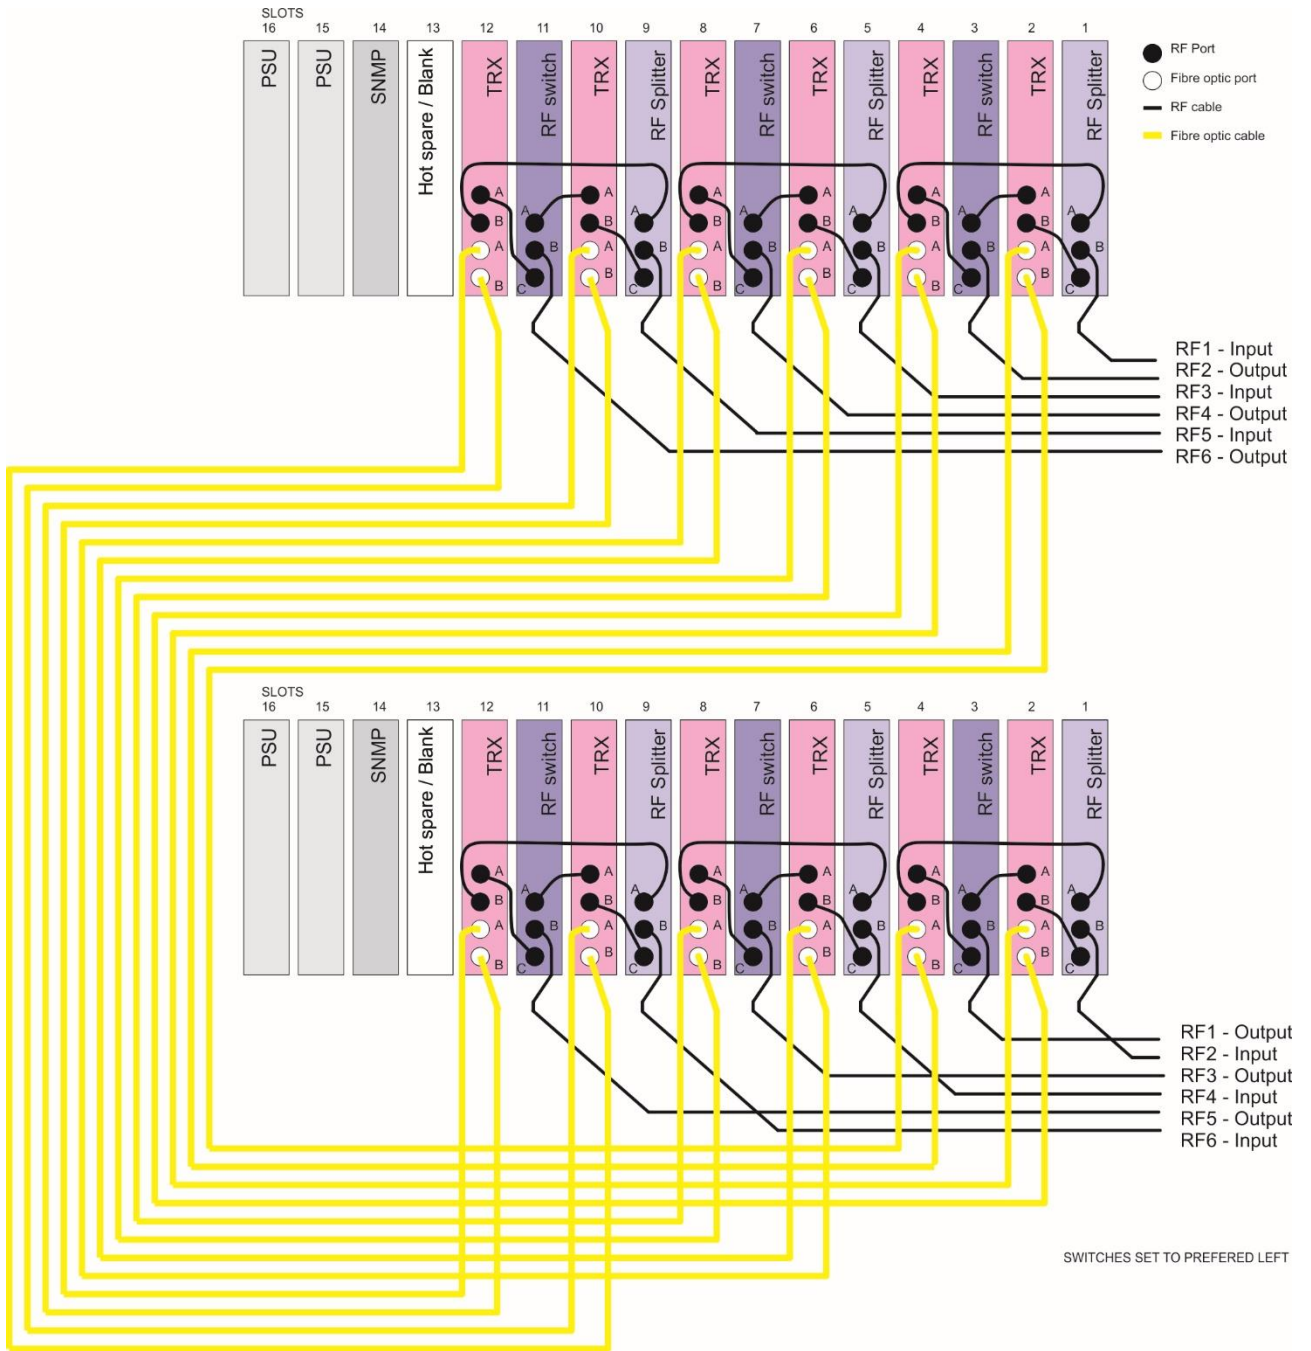 SLOTS
16 15 14 13 12 11 10 9 8 7 6 5 4 3 2 1
PSU
PSU
SNMP
Hot spare / Blank
TRX
RF switch
TRX
RF Splitter
TRX
RF switch
TRX
RF Splitter
TRX
RF switch
TRX
RF Splitter
RF Port
Fibre optic port
RF cable
Fibre optic cable
A A A A A A
A B B A B B A B B A
A B A B A B A B A B A B
B C B C B C B C B C B C
RF1 - Input
RF2 - Output
RF3 - Input
RF4 - Output
RF5 - Input
RF6 - Output
SLOTS
16 15 14 13 12 11 10 9 8 7 6 5 4 3 2 1
PSU
PSU
SNMP
Hot spare / Blank
TRX
RF switch
TRX
RF Splitter
TRX
RF switch
TRX
RF Splitter
TRX
RF switch
TRX
RF Splitter
A A A A A A
B A B A B A B A B A B A
A B A B A B A B A B A B
B C B C B C B C B C B C
RF1 - Output
RF2 - Input
RF3 - Output
RF4 - Input
RF5 - Output
RF6 - Input
SWITCHES SET TO PREFERED LEFT